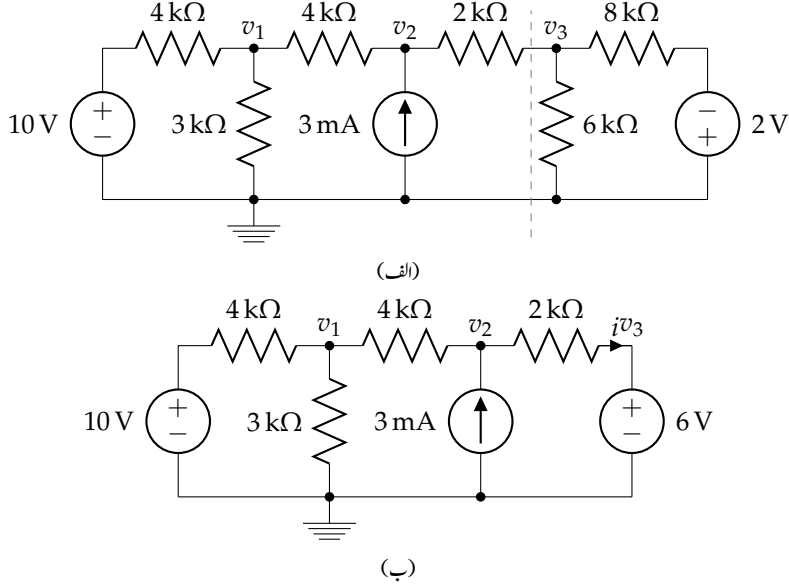 4 kΩ 4 kΩ 2 kΩ 8 kΩ
v₁ v₂ v₃
10 V + − 3 kΩ 3 mA 6 kΩ − + 2 V
(الف)
4 kΩ 4 kΩ 2 kΩ
v₁ v₂ i v₃
10 V + − 3 kΩ 3 mA + − 6 V
(ب)